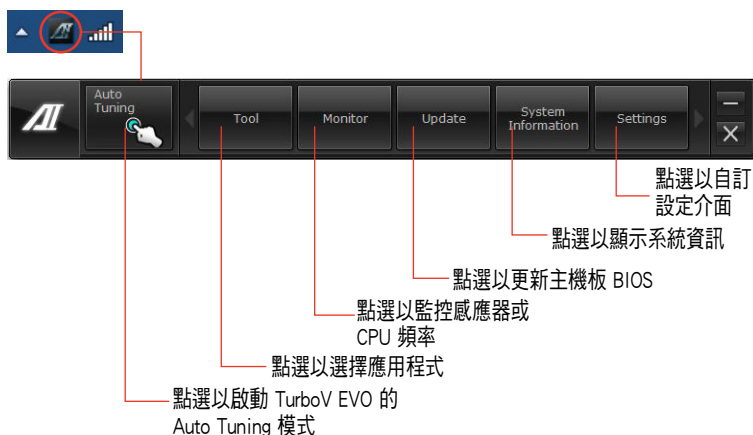 Auto
Tuning
Tool
Monitor
Update
System
Information
Settings
點選以自訂
設定介面
點選以顯示系統資訊
點選以更新主機板 BIOS
點選以監控感應器或
CPU 頻率
點選以選擇應用程式
點選以啟動 TurboV EVO 的
Auto Tuning 模式